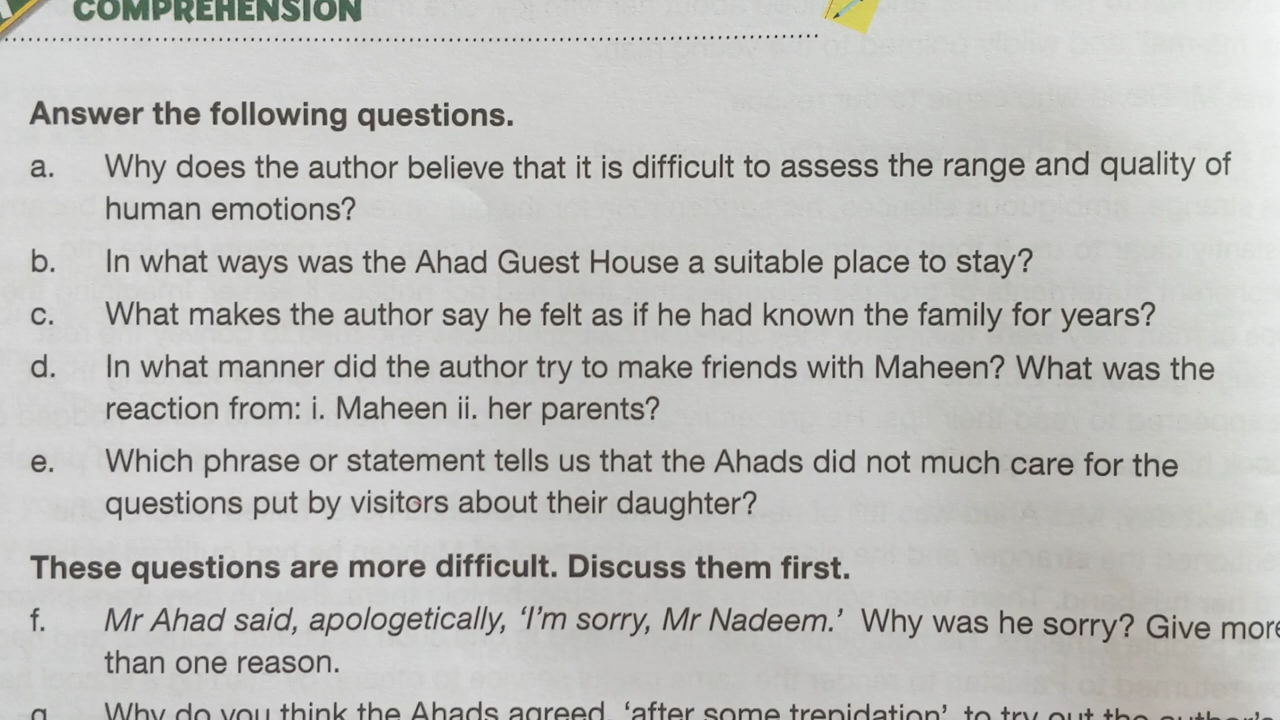 COMPREHENSION
Answer the following questions.
a. Why does the author believe that it is difficult to assess the range and quality of
human emotions?
b. In what ways was the Ahad Guest House a suitable place to stay?
c. What makes the author say he felt as if he had known the family for years?
d. In what manner did the author try to make friends with Maheen? What was the
reaction from: i. Maheen ii. her parents?
e. Which phrase or statement tells us that the Ahads did not much care for the
questions put by visitors about their daughter?
These questions are more difficult. Discuss them first.
f. Mr Ahad said, apologetically, ‘I’m sorry, Mr Nadeem.’ Why was he sorry? Give more
than one reason.
g. Why do you think the Ahads agreed, ‘after some trepidation’, to try out the author’s